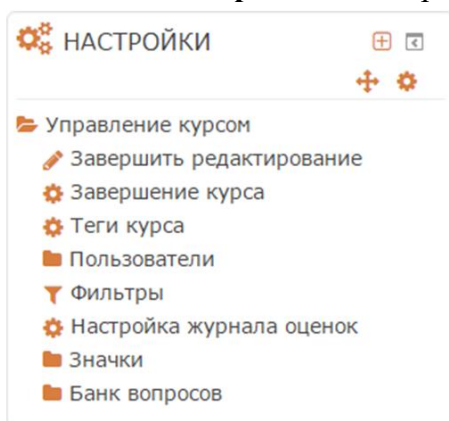 НАСТРОЙКИ
Управление курсом
Завершить редактирование
Завершение курса
Теги курса
Пользователи
Фильтры
Настройка журнала оценок
Значки
Банк вопросов